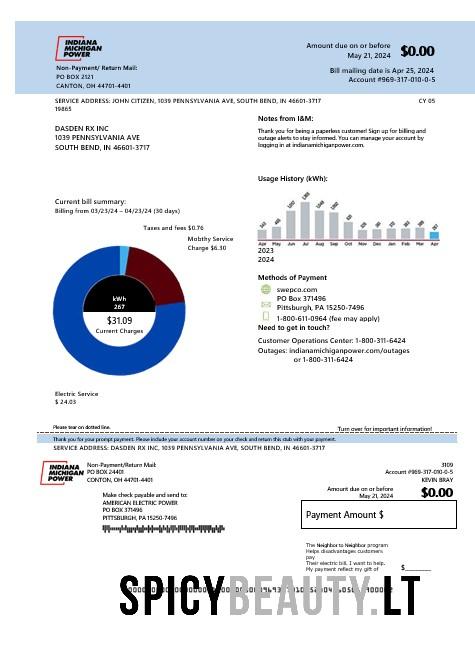 INDIANA
MICHIGAN
POWER
Non-Payment/ Return Mail:
PO BOX 2121
CANTON, OH 44701-4401
Amount due on or before
May 21, 2024
$0.00
Bill mailing date is Apr 25, 2024
Account #969-317-010-0-5
SERVICE ADDRESS: JOHN CITIZEN, 1039 PENNSYLVANIA AVE, SOUTH BEND, IN 46601-3717
19865
CY 05
DASDEN RX INC
1039 PENNSYLVANIA AVE
SOUTH BEND, IN 46601-3717
Notes from I&M:
Thank you for being a paperless customer! Sign up for billing and
outage alerts to stay informed. You can manage your account by
logging in at indianamichiganpower.com.
Usage History (kWh):
Apr May Jun Jul Aug Sep Oct Nov Dec Jan Feb Mar Apr
2023
2024
Current bill summary:
Billing from 03/23/24 – 04/23/24 (30 days)
Taxes and fees $0.76
Mobthy Service
Charge $6.30
kWh
267
$31.09
Current Charges
Electric Service
$ 24.03
Methods of Payment
swepco.com
PO Box 371496
Pittsburgh, PA 15250-7496
1-800-611-0964 (fee may apply)
Need to get in touch?
Customer Operations Center: 1-800-311-6424
Outages: indianamichiganpower.com/outages
or 1-800-311-6424
Please tear on dotted line.
Turn over for important information!
Thank you for your prompt payment. Please include your account number on your check and return this stub with your payment.
SERVICE ADDRESS: DASDEN RX INC, 1039 PENNSYLVANIA AVE, SOUTH BEND, IN 46601-3717
INDIANA
MICHIGAN
POWER
Non-Payment/Return Mail:
PO BOX 24401
CANTON, OH 44701-4401
3109
Account #969-317-010-0-5
KEVIN BRAY
Amount due on or before
May 21, 2024
$0.00
Make check payable and send to:
AMERICAN ELECTRIC POWER
PO BOX 371496
PITTSBURGH, PA 15250-7496
Payment Amount $
The Neighbor to Neighbor program
Helps disadvantages customers
pay
Their electric bill. I want to help.
My payment reflect my gift of
$
SPICYBEAUTY.LT